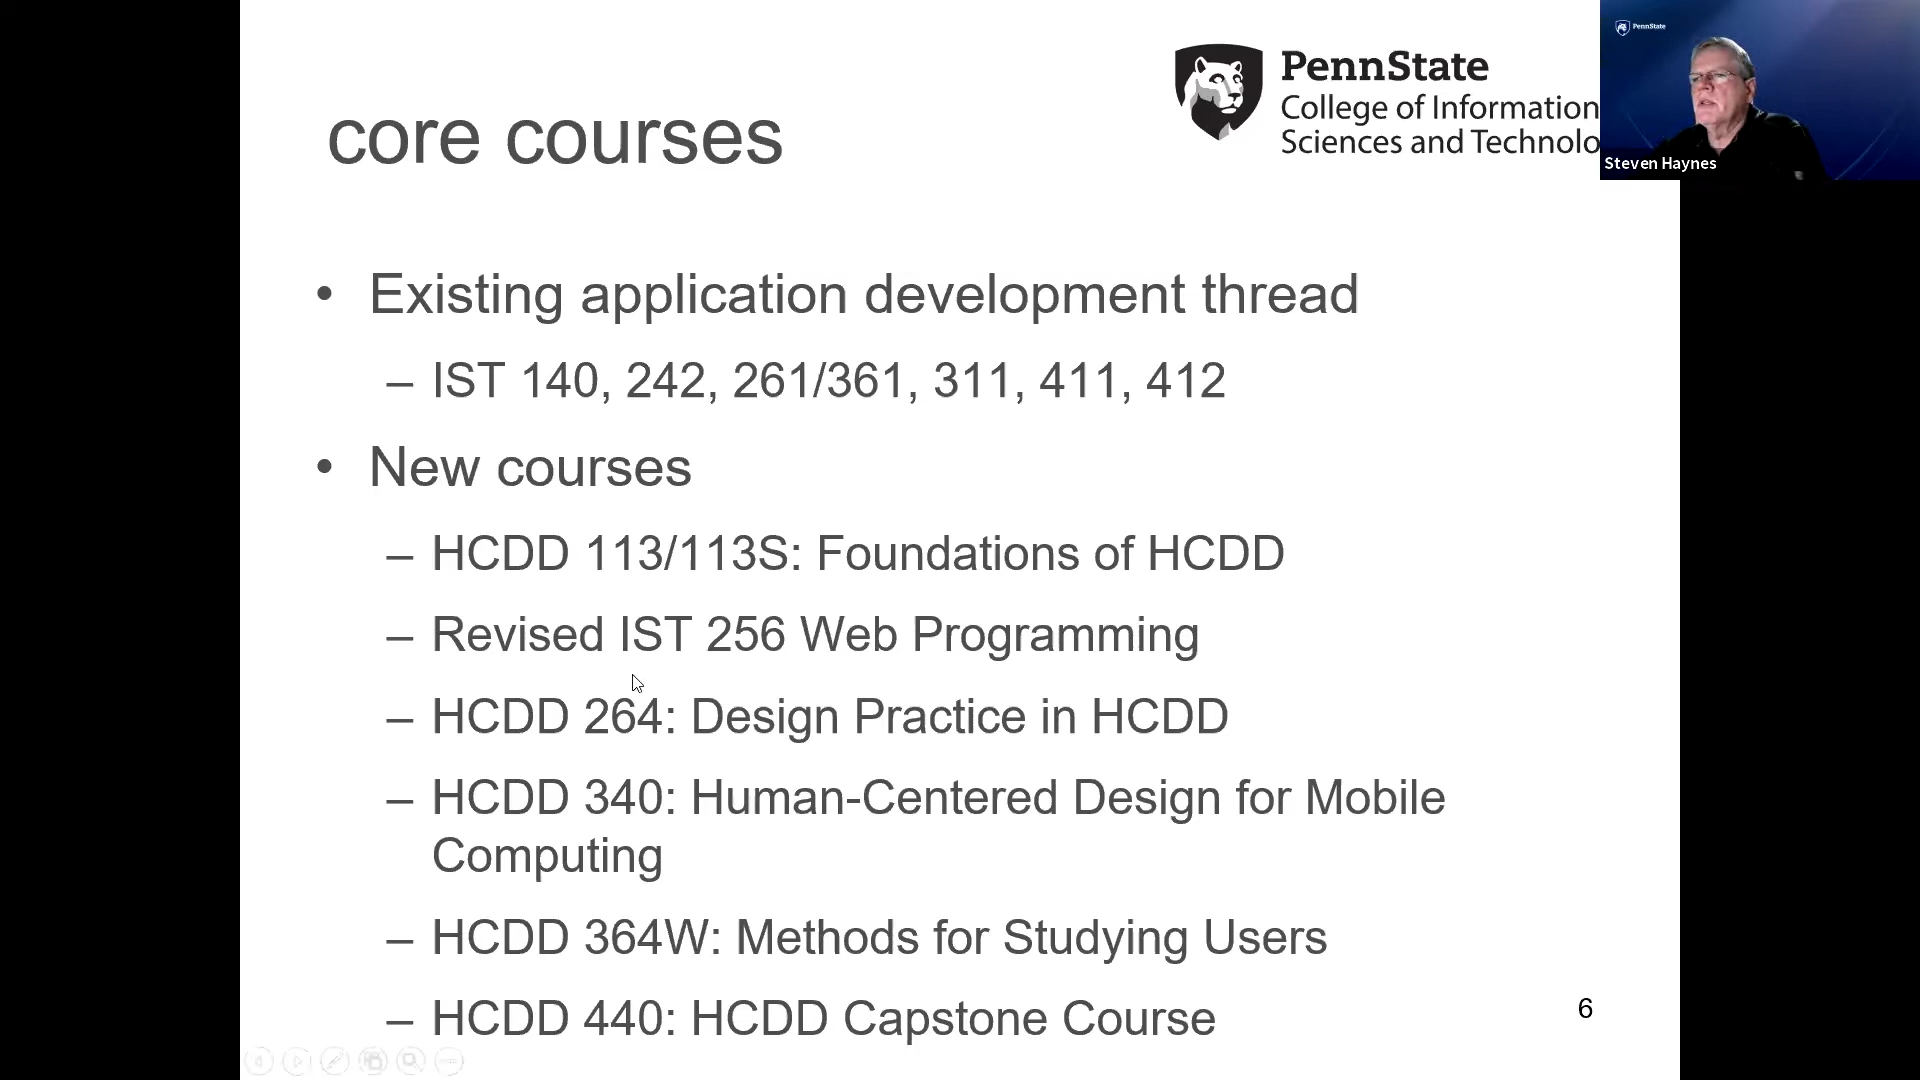 PennState
PennState
College of Information
Sciences and Technolo
Steven Haynes
core courses
• Existing application development thread
– IST 140, 242, 261/361, 311, 411, 412
• New courses
– HCDD 113/113S: Foundations of HCDD
– Revised IST 256 Web Programming
– HCDD 264: Design Practice in HCDD
– HCDD 340: Human-Centered Design for Mobile
Computing
– HCDD 364W: Methods for Studying Users
– HCDD 440: HCDD Capstone Course
6